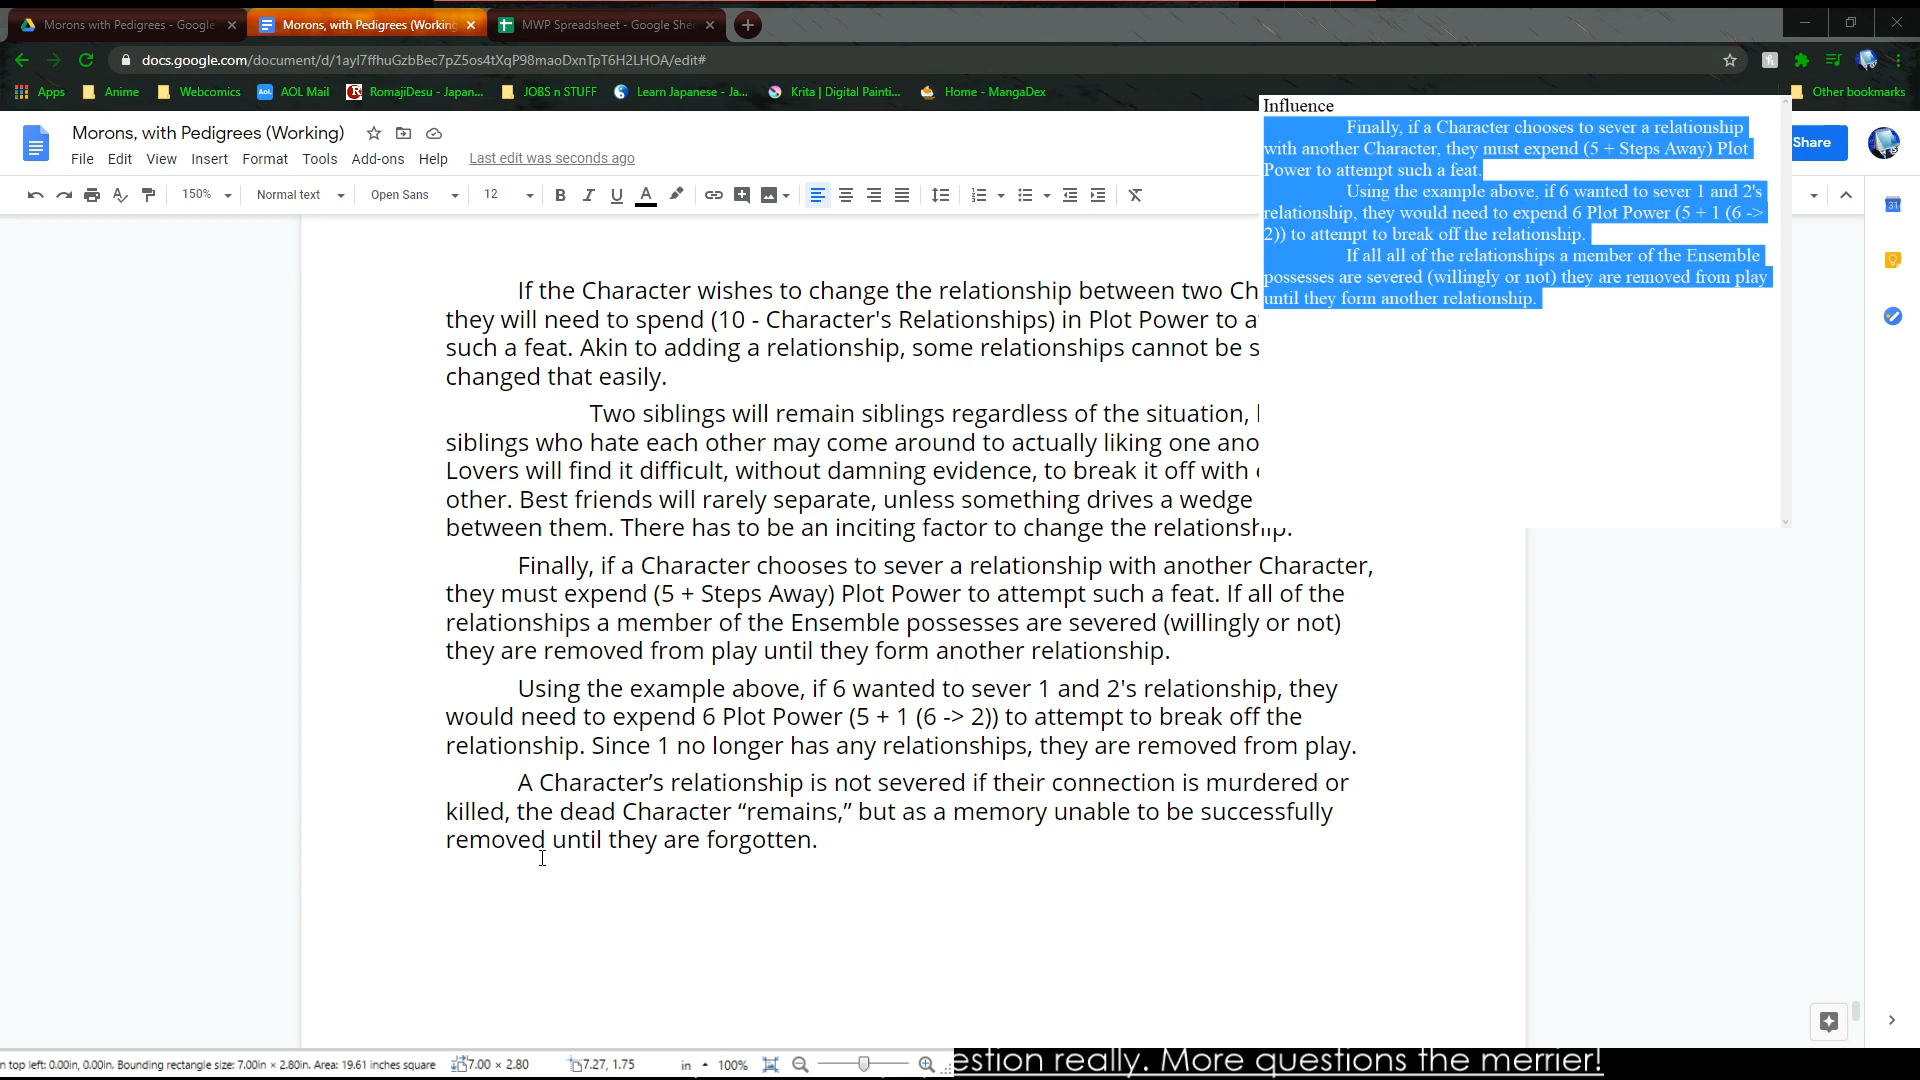 Morons with Pedigrees - Google
Morons, with Pedigrees (Working
MWP Spreadsheet - Google She
docs.google.com/document/d/1ayl7ffhuGzbBec7pZ5os4tXqP98maoDxnTpT6H2LHOA/edit#
Apps Anime Webcomics AOL Mail RomajiDesu - Japan... JOBS n STUFF Learn Japanese - Ja... Krita | Digital Painti... Home - MangaDex Other bookmarks
Morons, with Pedigrees (Working)
File Edit View Insert Format Tools Add-ons Help Last edit was seconds ago
Share
150% Normal text Open Sans 12
Influence
Finally, if a Character chooses to sever a relationship
with another Character, they must expend (5 + Steps Away) Plot
Power to attempt such a feat.
Using the example above, if 6 wanted to sever 1 and 2's
relationship, they would need to expend 6 Plot Power (5 + 1 (6 ->
2)) to attempt to break off the relationship.
If all all of the relationships a member of the Ensemble
possesses are severed (willingly or not) they are removed from play
until they form another relationship.
31
If the Character wishes to change the relationship between two Ch
they will need to spend (10 - Character's Relationships) in Plot Power to a
such a feat. Akin to adding a relationship, some relationships cannot be s
changed that easily.
Two siblings will remain siblings regardless of the situation,
siblings who hate each other may come around to actually liking one ano
Lovers will find it difficult, without damning evidence, to break it off with
other. Best friends will rarely separate, unless something drives a wedge
between them. There has to be an inciting factor to change the relationship.
Finally, if a Character chooses to sever a relationship with another Character,
they must expend (5 + Steps Away) Plot Power to attempt such a feat. If all of the
relationships a member of the Ensemble possesses are severed (willingly or not)
they are removed from play until they form another relationship.
Using the example above, if 6 wanted to sever 1 and 2's relationship, they
would need to expend 6 Plot Power (5 + 1 (6 -> 2)) to attempt to break off the
relationship. Since 1 no longer has any relationships, they are removed from play.
A Character’s relationship is not severed if their connection is murdered or
killed, the dead Character “remains,” but as a memory unable to be successfully
removed until they are forgotten.
n top left: 0.00in, 0.00in. Bounding rectangle size: 7.00in × 2.80in. Area: 19.61 inches square 7.00 × 2.80 7.27, 1.75 in 100%
estion really. More questions the merrier!